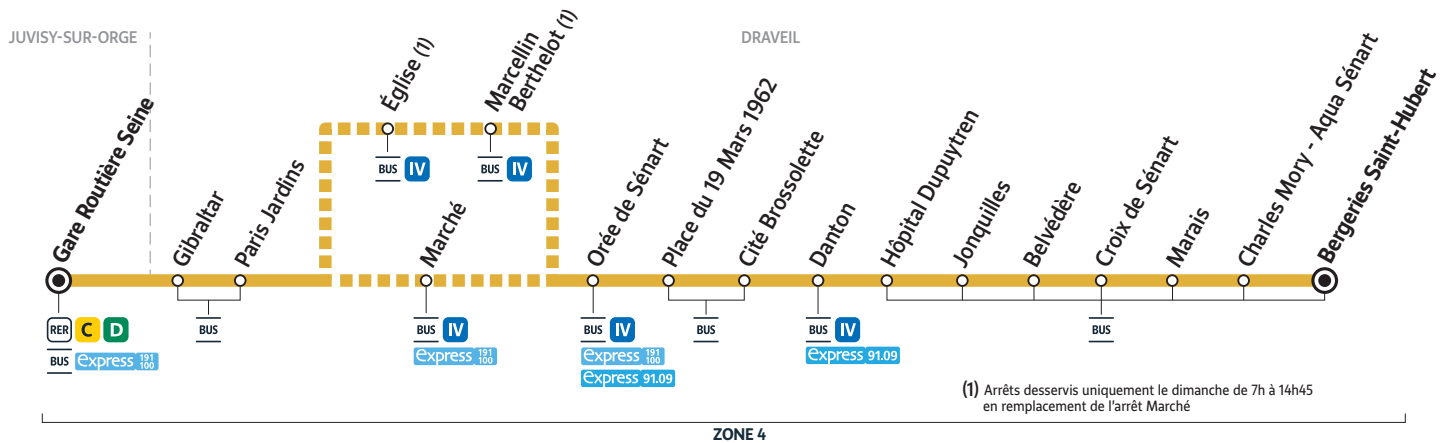 JUVISY-SUR-ORGE
DRAVEIL
Gare Routière Seine
Gibraltar
Paris Jardins
Église (1)
Marcellin
Berthelot (1)
Marché
Orée de Sénart
Place du 19 Mars 1962
Cité Brossolette
Danton
Hôpital Dupuytren
Jonquilles
Belvédère
Croix de Sénart
Marais
Charles Mory - Aqua Sénart
Bergeries Saint-Hubert
BUS IV
BUS IV
RER C D
BUS express 191 100
BUS
BUS IV
express 191 100
BUS IV
express 191 100
express 91.09
BUS
BUS IV
express 91.09
BUS
(1) Arrêts desservis uniquement le dimanche de 7h à 14h45
en remplacement de l'arrêt Marché
ZONE 4